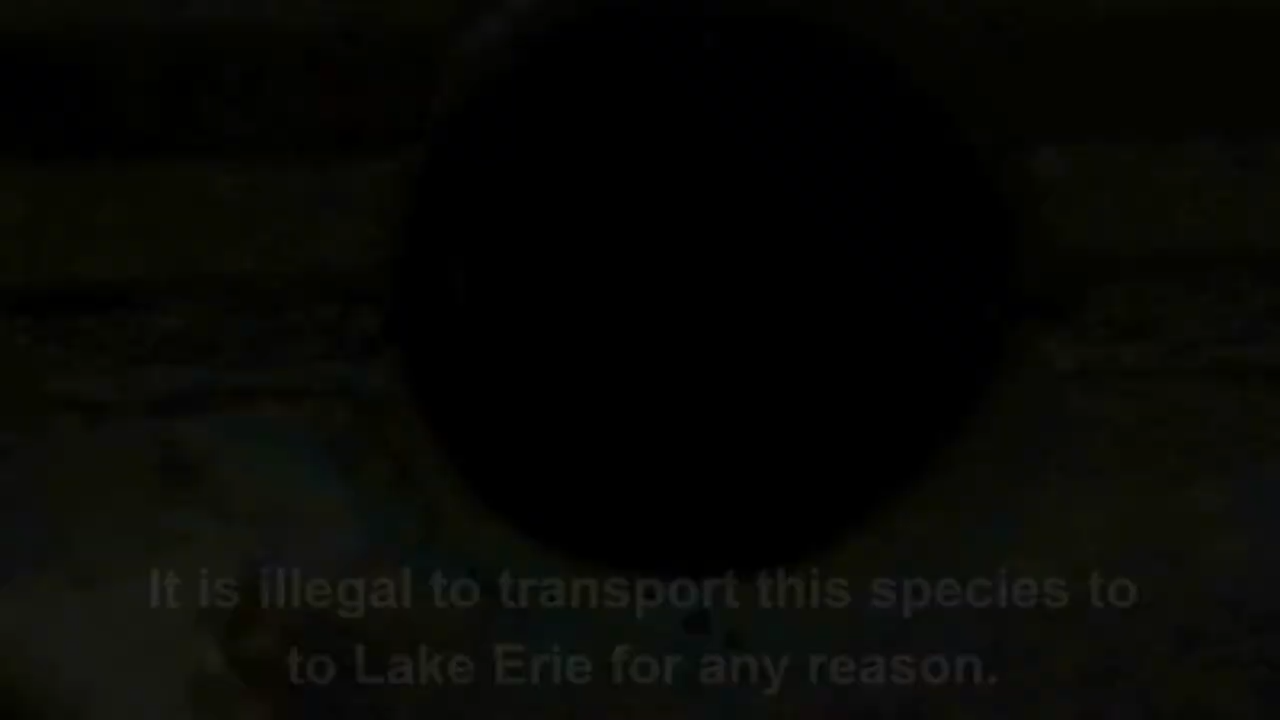 It is illegal to transport this species to
to Lake Erie for any reason.